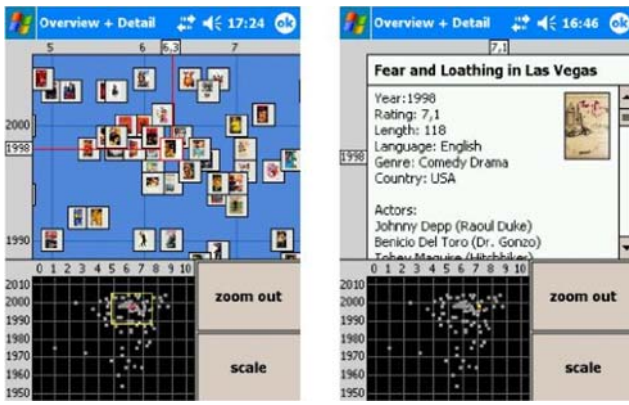 Overview + Detail 17:24 ok
5 6 6,3 7
2000
1998
1990
0 1 2 3 4 5 6 7 8 9 10
2010
2000
1990
1980
1970
1960
1950
zoom out
scale
Overview + Detail 16:46 ok
7,1
Fear and Loathing in Las Vegas
Year:1998
Rating: 7,1
Length: 118
Language: English
Genre: Comedy Drama
Country: USA
1998
Actors:
Johnny Depp (Raoul Duke)
Benicio Del Toro (Dr. Gonzo)
Tobey Maguire (Hitchhiker)
0 1 2 3 4 5 6 7 8 9 10
2010
2000
1990
1980
1970
1960
1950
zoom out
scale